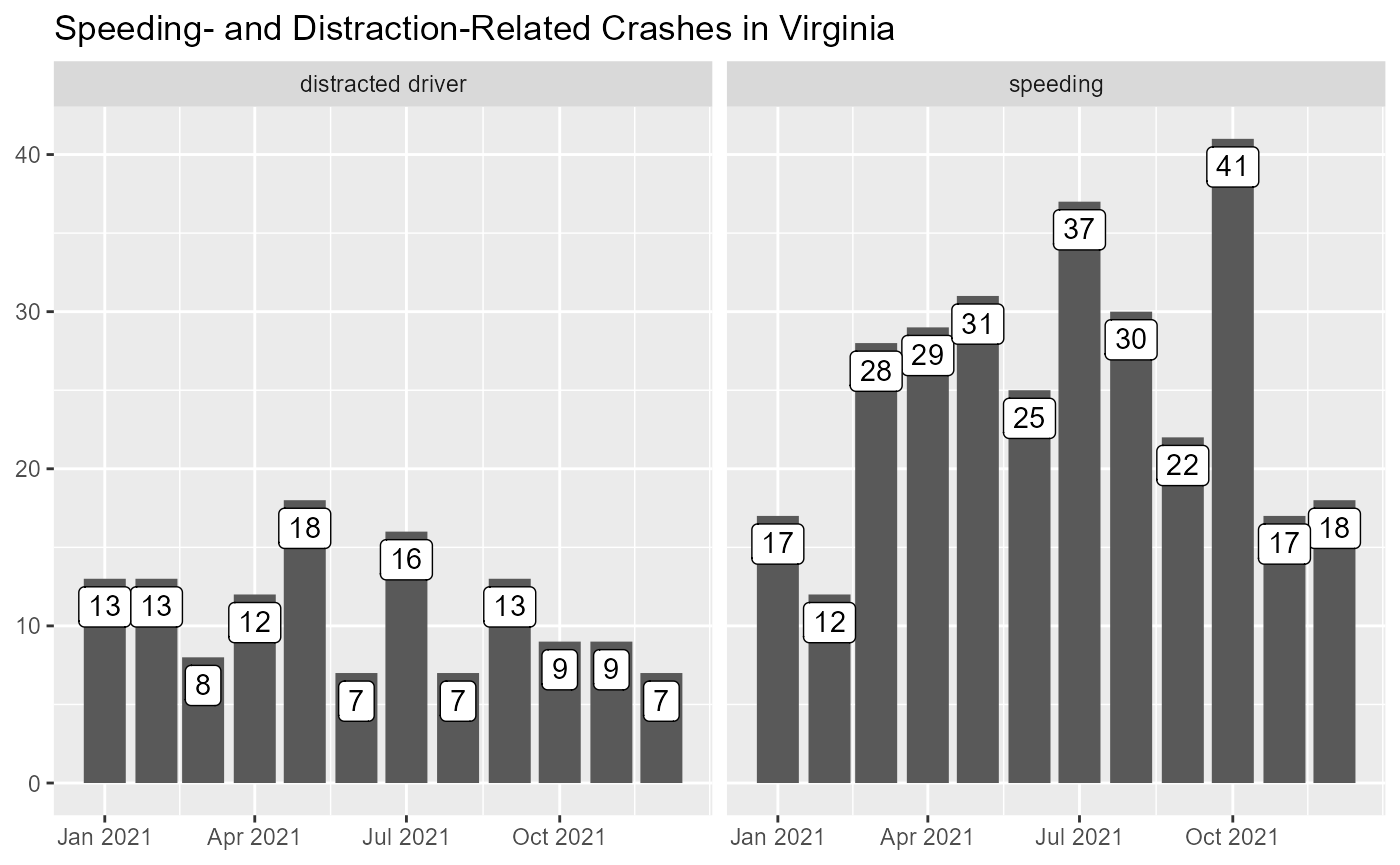 Speeding- and Distraction-Related Crashes in Virginia
distracted driver
speeding
40
30
20
10
0
13
13
8
12
18
7
16
7
13
9
9
7
17
12
28
29
31
25
37
30
22
41
17
18
Jan 2021
Apr 2021
Jul 2021
Oct 2021
Jan 2021
Apr 2021
Jul 2021
Oct 2021